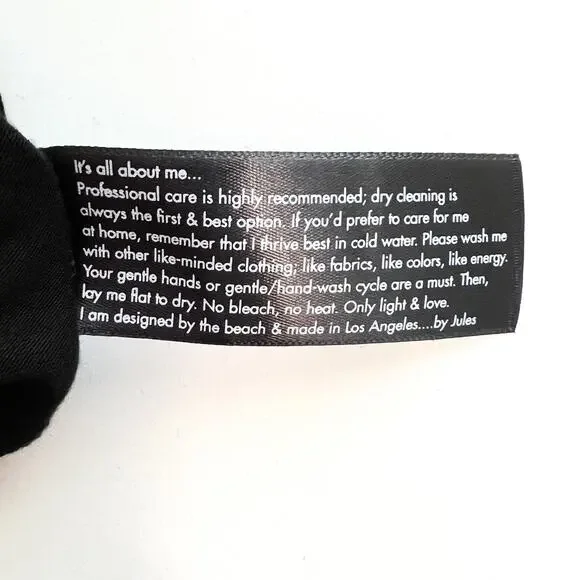 It's all about me...
Professional care is highly recommended; dry cleaning is
always the first & best option. If you'd prefer to care for me
at home, remember that I thrive best in cold water. Please wash me
with other like-minded clothing; like fabrics, like colors, like energy.
Your gentle hands or gentle/hand-wash cycle are a must. Then,
lay me flat to dry. No bleach, no heat. Only light & love.
I am designed by the beach & made in Los Angeles....by Jules